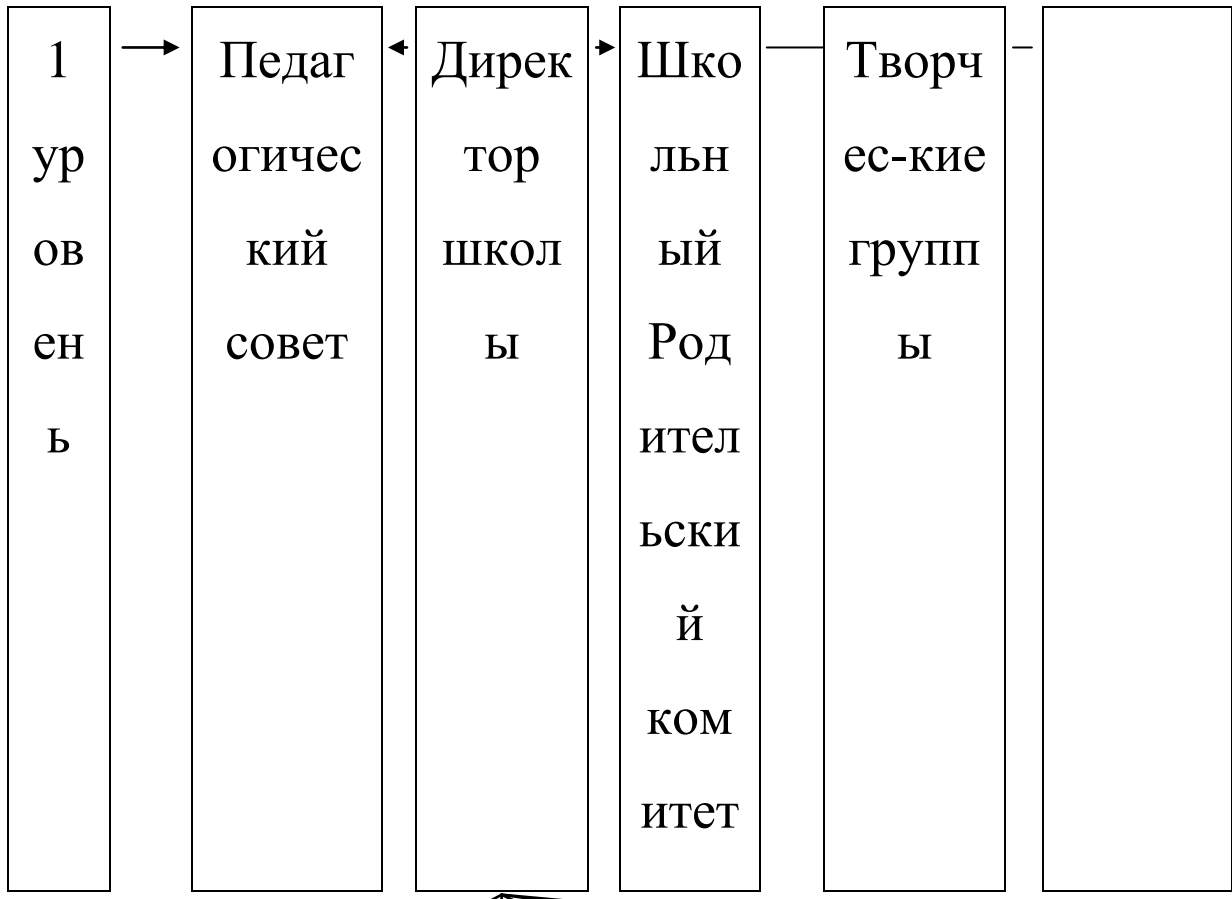 1
ур
ов
ен
ь
Педаг
огичес
кий
совет
Дирек
тор
школ
ы
Шко
льн
ый
Род
ител
ьски
й
ком
итет
Творч
ес-кие
групп
ы